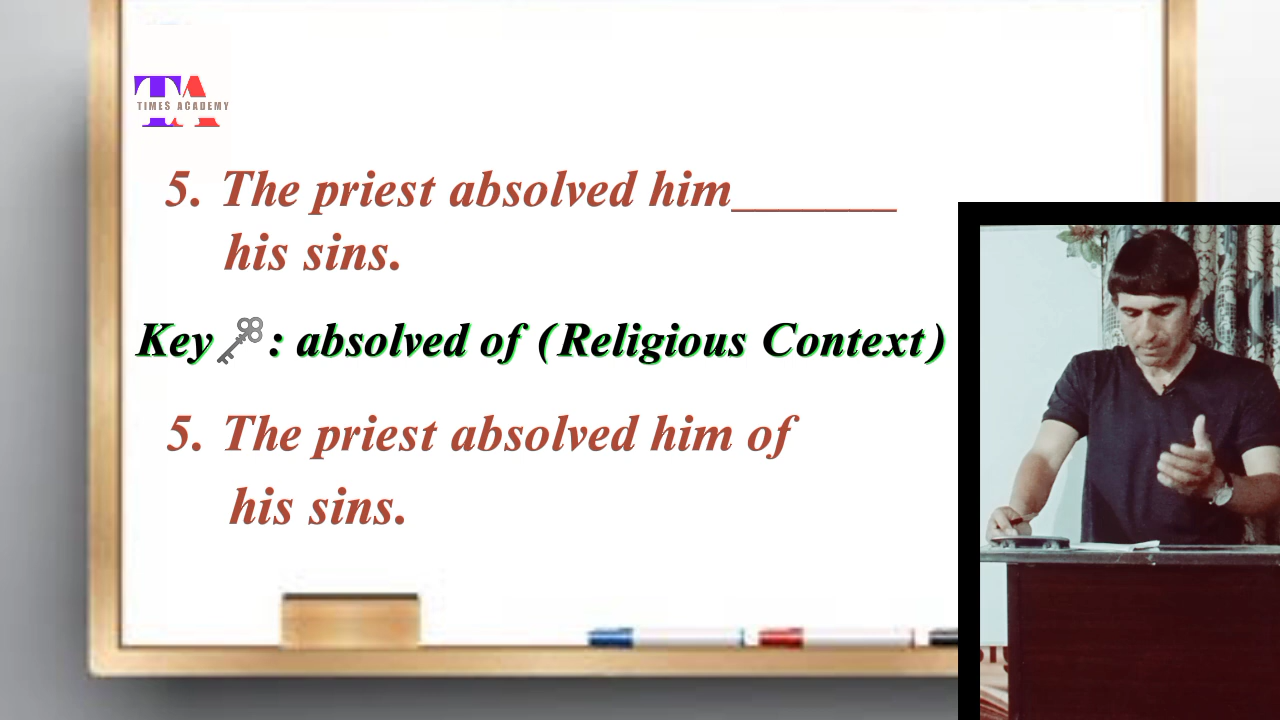 TA
TIMES ACADEMY
5. The priest absolved him_______
his sins.
Key : absolved of (Religious Context)
5. The priest absolved him of
his sins.